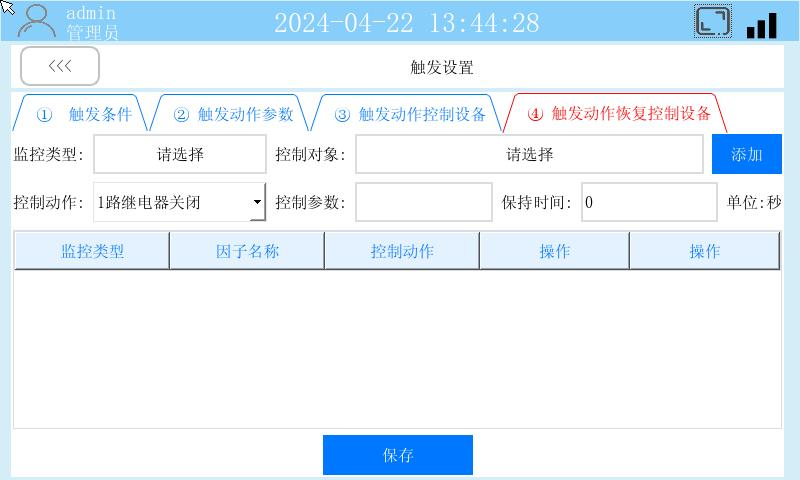 admin
管理员
2024-04-22 13:44:28
<<<
触发设置
① 触发条件
② 触发动作参数
③ 触发动作控制设备
④ 触发动作恢复控制设备
监控类型: 请选择 控制对象: 请选择 添加
控制动作: 1路继电器关闭 控制参数: 保持时间: 0 单位:秒
监控类型 因子名称 控制动作 操作 操作
保存